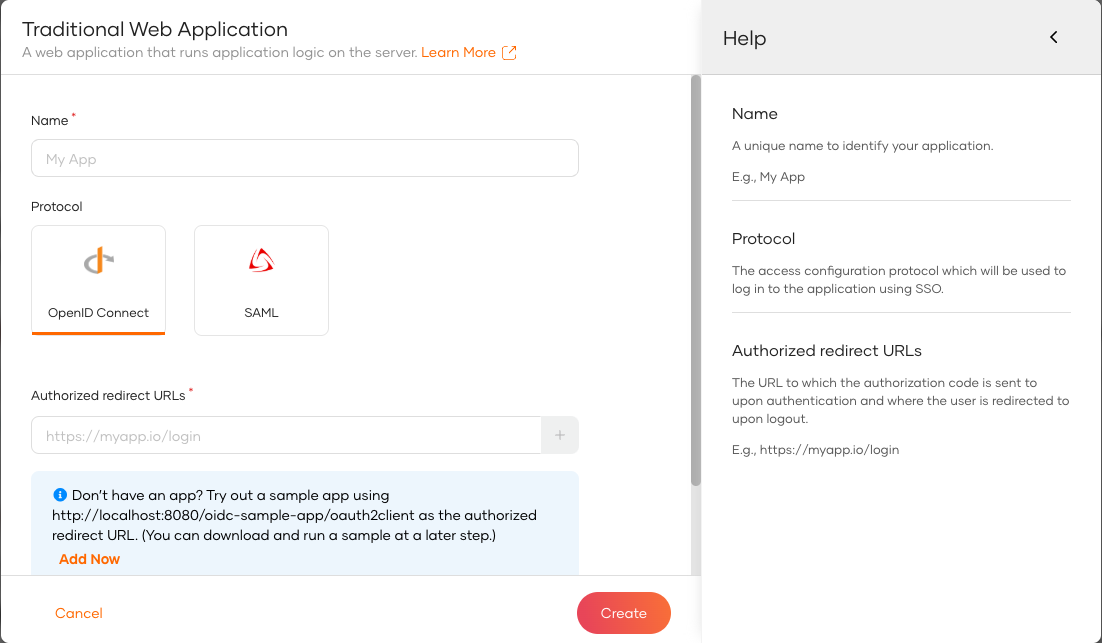 Traditional Web Application
A web application that runs application logic on the server. Learn More
Name *
My App
Protocol
OpenID Connect
SAML
Authorized redirect URLs *
https://myapp.io/login
+
Don't have an app? Try out a sample app using
http://localhost:8080/oidc-sample-app/oauth2client as the authorized
redirect URL. (You can download and run a sample at a later step.)
Add Now
Cancel
Create
Help
Name
A unique name to identify your application.
E.g., My App
Protocol
The access configuration protocol which will be used to
log in to the application using SSO.
Authorized redirect URLs
The URL to which the authorization code is sent to
upon authentication and where the user is redirected to
upon logout.
E.g., https://myapp.io/login